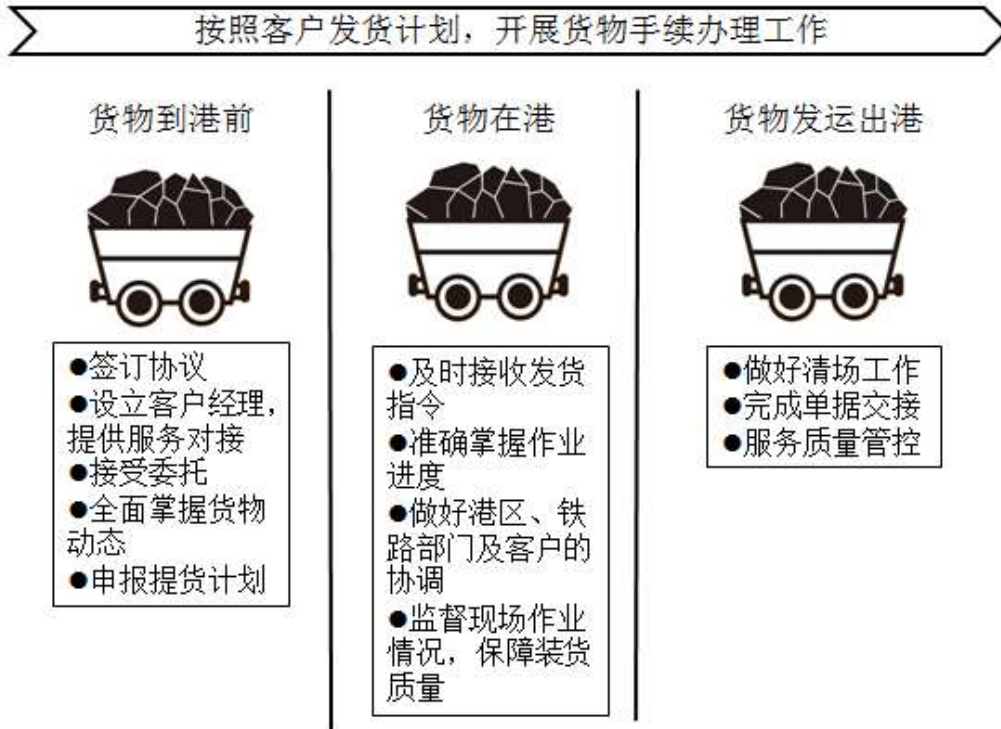 按照客户发货计划，开展货物手续办理工作
货物到港前
●签订协议
●设立客户经理，
提供服务对接
●接受委托
●全面掌握货物
动态
●申报提货计划
货物在港
●及时接收发货
指令
●准确掌握作业
进度
●做好港区、铁
路部门及客户的
协调
●监督现场作业
情况，保障装货
质量
货物发运出港
●做好清场工作
●完成单据交接
●服务质量管控